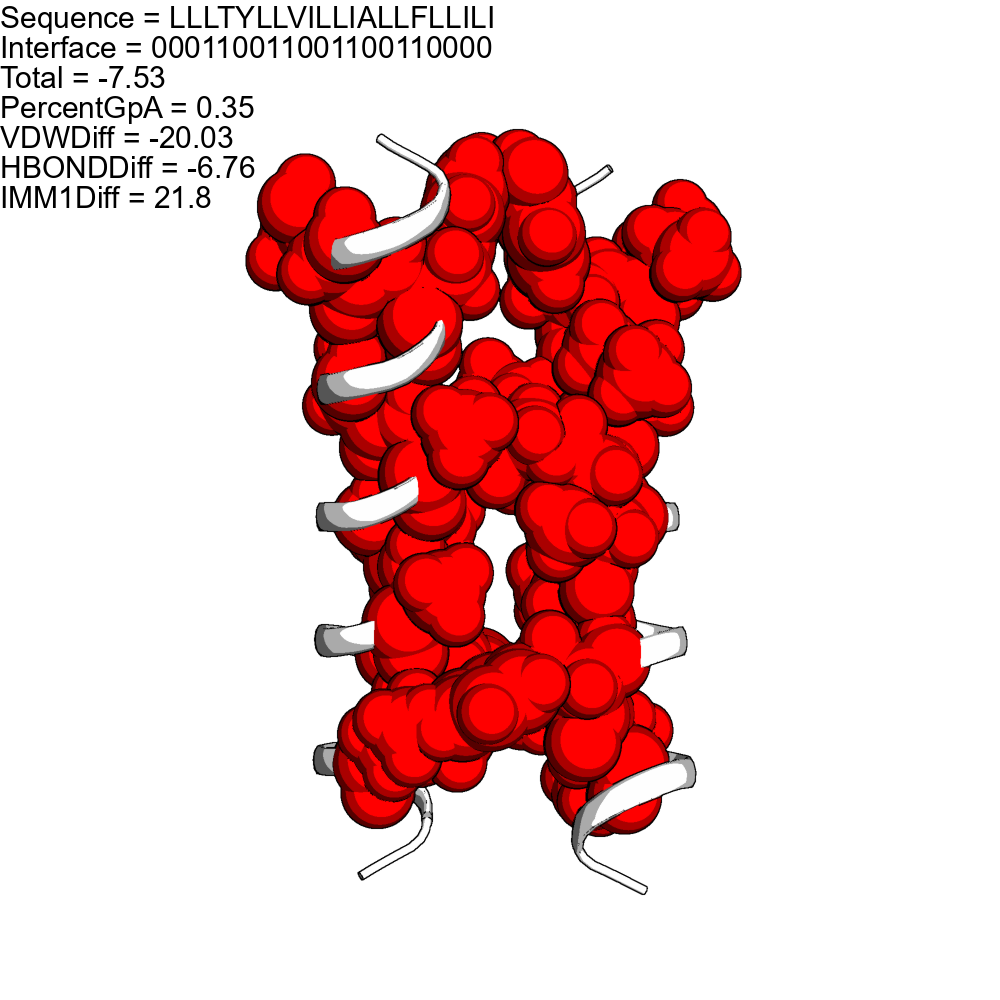 Sequence = LLLTYLLVILLIALLFLLILI
Interface = 000110011001100110000
Total = -7.53
PercentGpA = 0.35
VDWDiff = -20.03
HBONDDiff = -6.76
IMM1Diff = 21.8